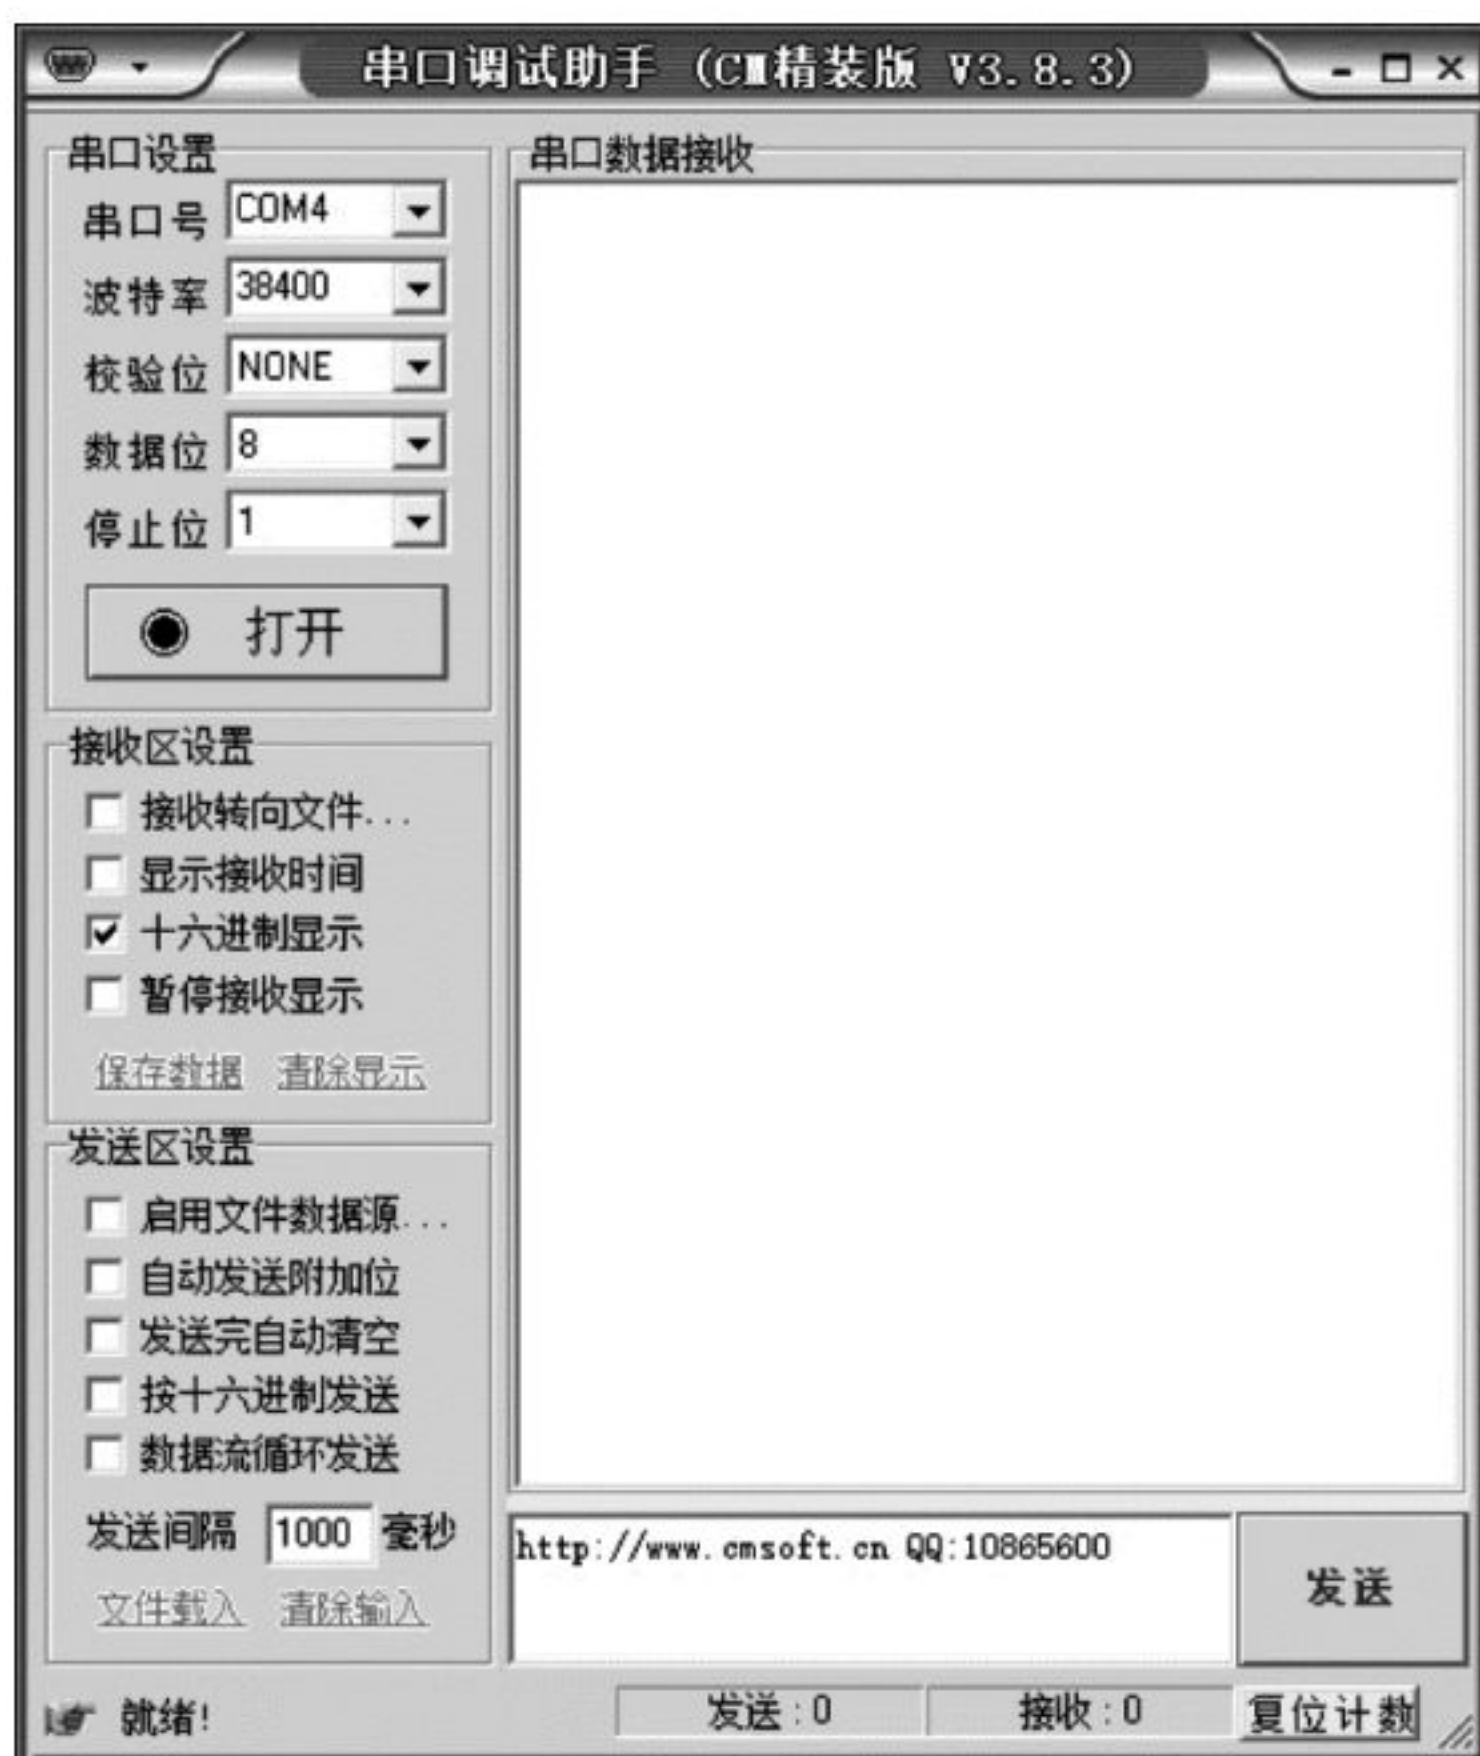 串口调试助手 (CM精装版 V3.8.3)
串口设置
串口号 COM4
波特率 38400
校验位 NONE
数据位 8
停止位 1
打开
接收区设置
接收转向文件...
显示接收时间
十六进制显示
暂停接收显示
保存数据 清除显示
发送区设置
启用文件数据源...
自动发送附加位
发送完自动清空
按十六进制发送
数据流循环发送
发送间隔 1000 毫秒
文件载入 清除输入
串口数据接收
http://www.cmsoft.cn QQ:10865600
发送
就绪!
发送:0
接收:0
复位计数